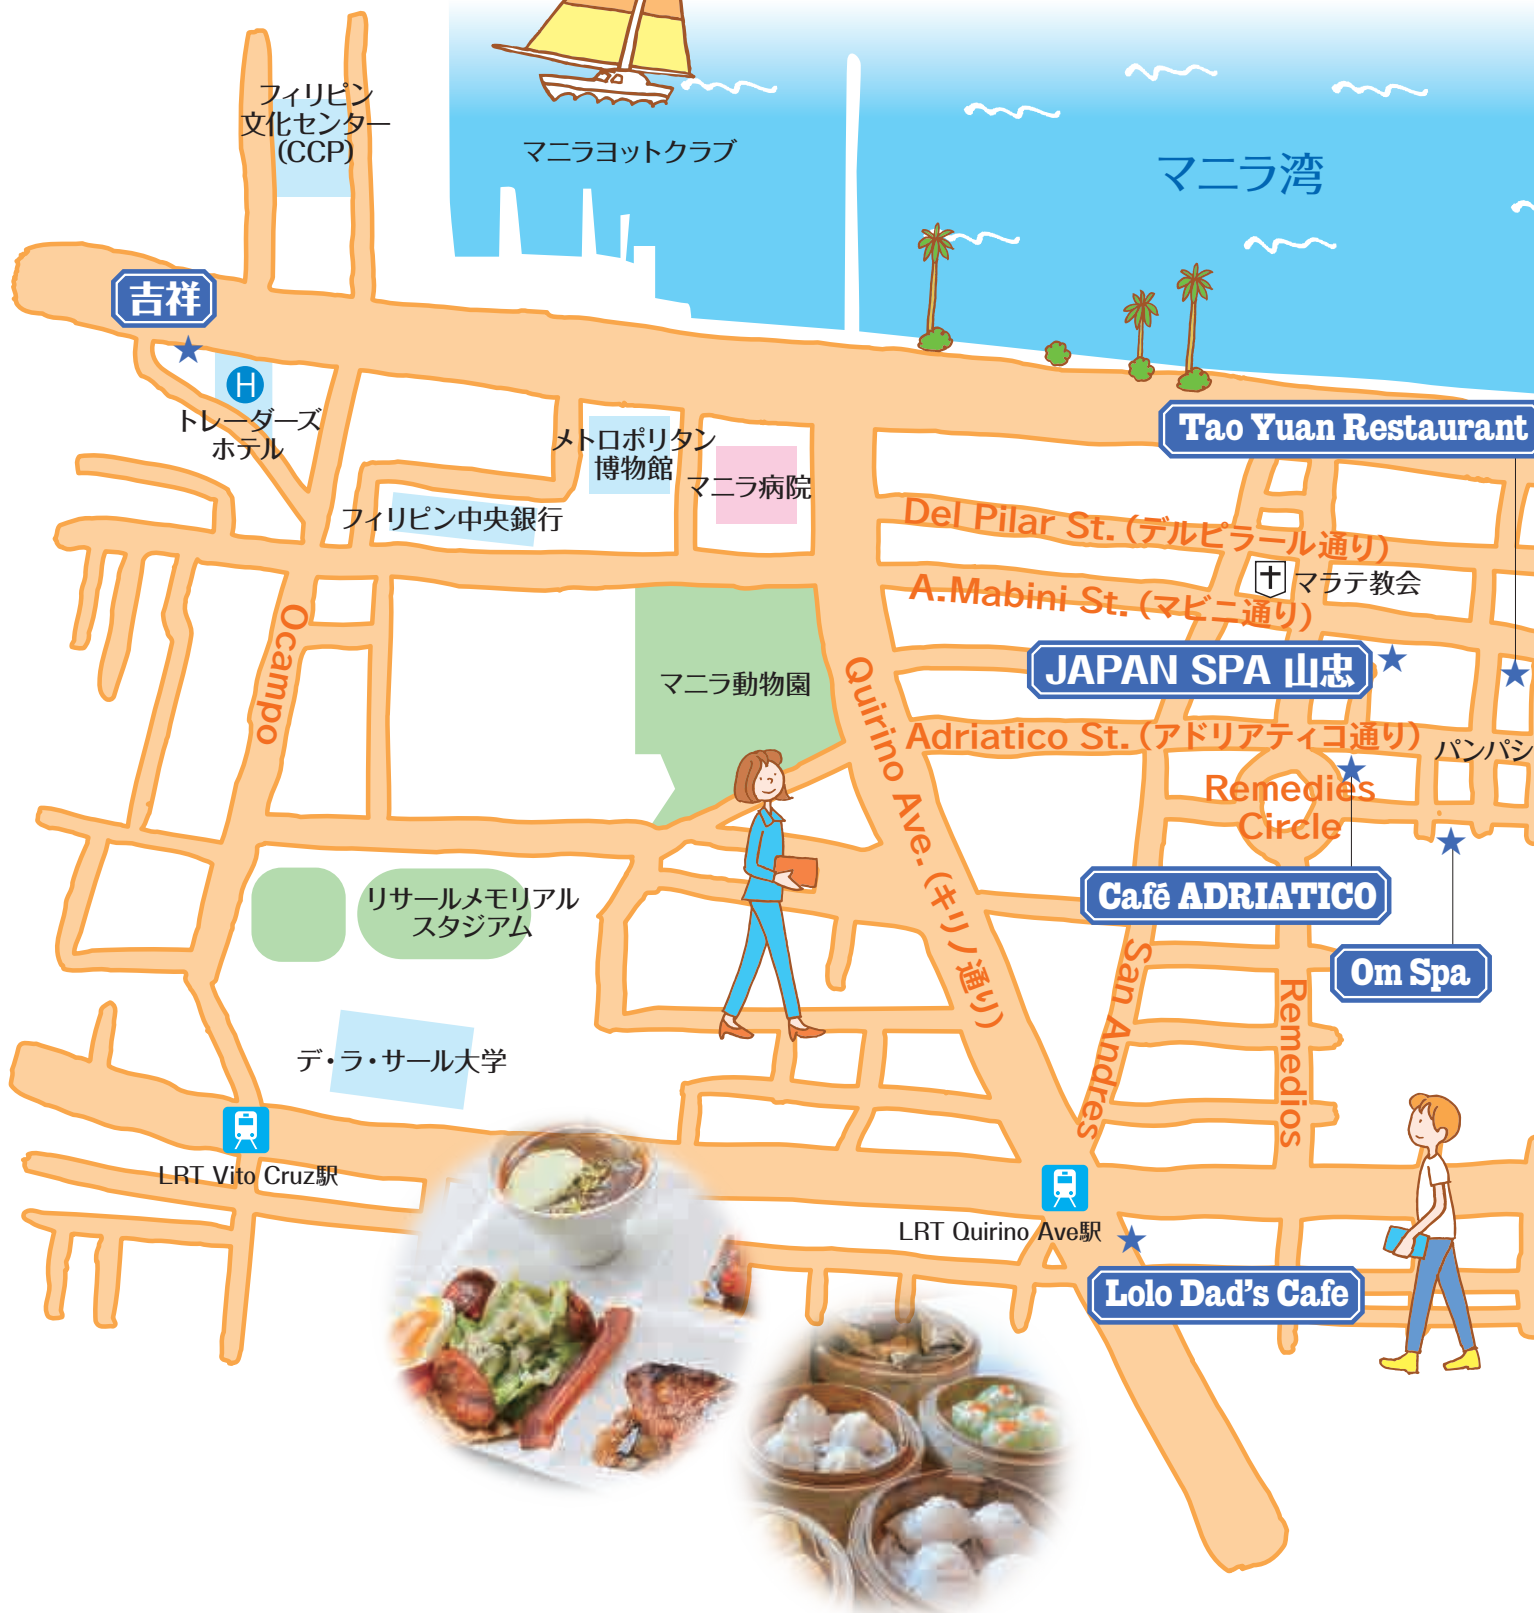 フィリピン
文化センター
(CCP)
マニラヨットクラブ
マニラ湾
吉祥
H
トレーダーズ
ホテル
メトロポリタン
博物館
マニラ病院
フィリピン中央銀行
Tao Yuan Restaurant
Del Pilar St. (デルピラール通り)
マラテ教会
A.Mabini St. (マビニ通り)
JAPAN SPA 山忠
Ocampo
マニラ動物園
Quirino Ave. (キリノ通り)
Adriatico St. (アドリアティコ通り)
パンパシ
Remedies
Circle
Café ADRIATICO
リサールメモリアル
スタジアム
Om Spa
San Andres
Remedios
デ・ラ・サール大学
LRT Vito Cruz駅
LRT Quirino Ave駅
Lolo Dad's Cafe